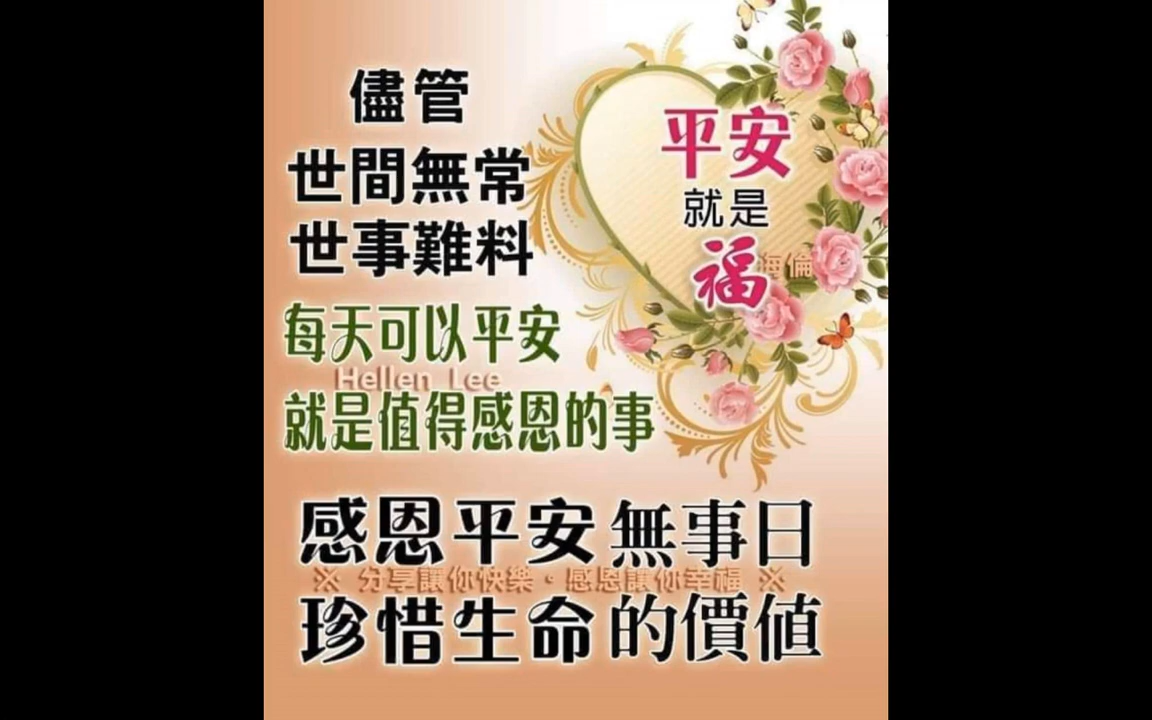 儘管
世間無常
世事難料
平安
就是
福
海倫
每天可以平安
Hellen Lee
就是值得感恩的事
感恩平安無事日
※ 分享讓你快樂・感恩讓你幸福 ※
珍惜生命的價值